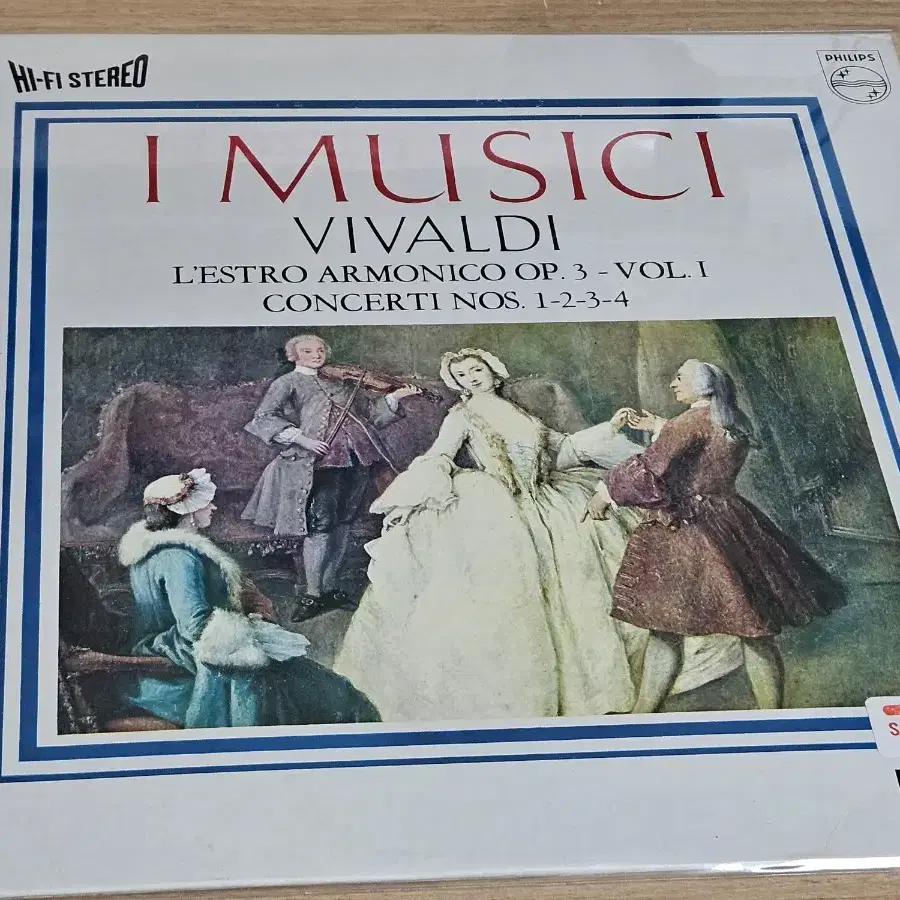 HI-FI STEREO
PHILIPS
I MUSICI
VIVALDI
L'ESTRO ARMONICO OP. 3 - VOL. I
CONCERTI NOS. 1-2-3-4